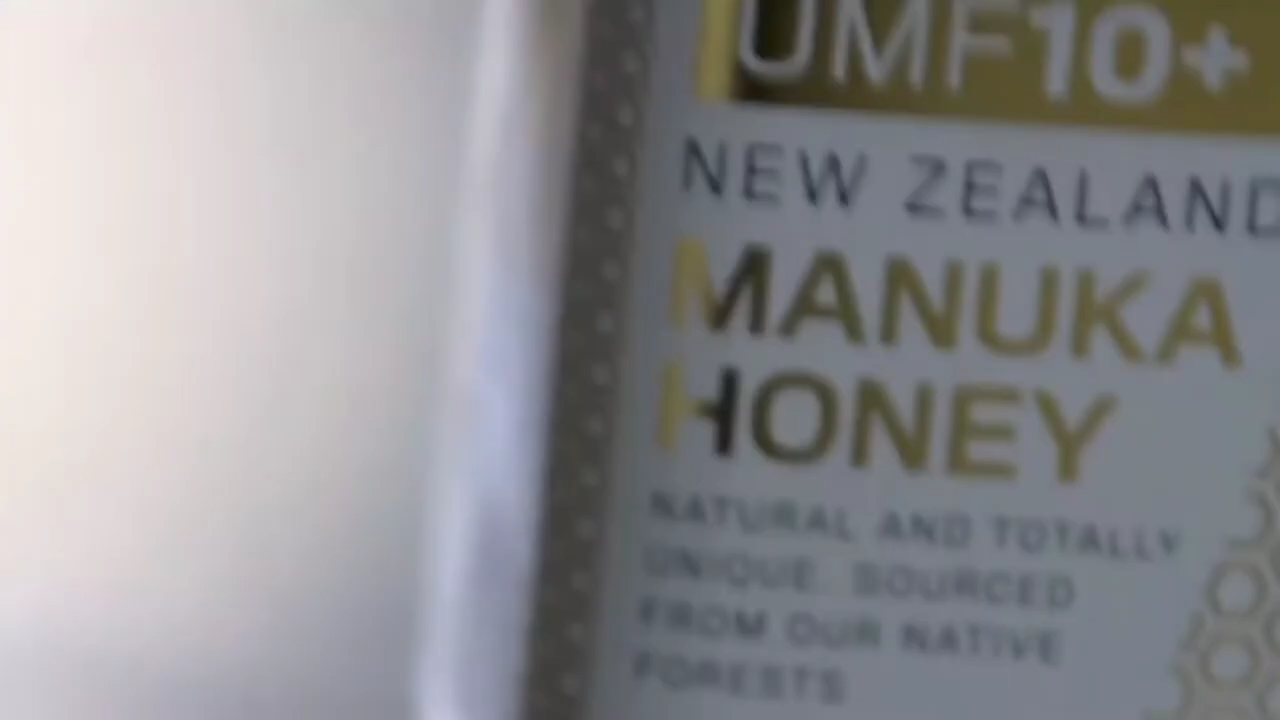 UMF10+
NEW ZEALAND
MANUKA
HONEY
NATURAL AND TOTALLY
UNIQUE. SOURCED
FROM OUR NATIVE
FORESTS